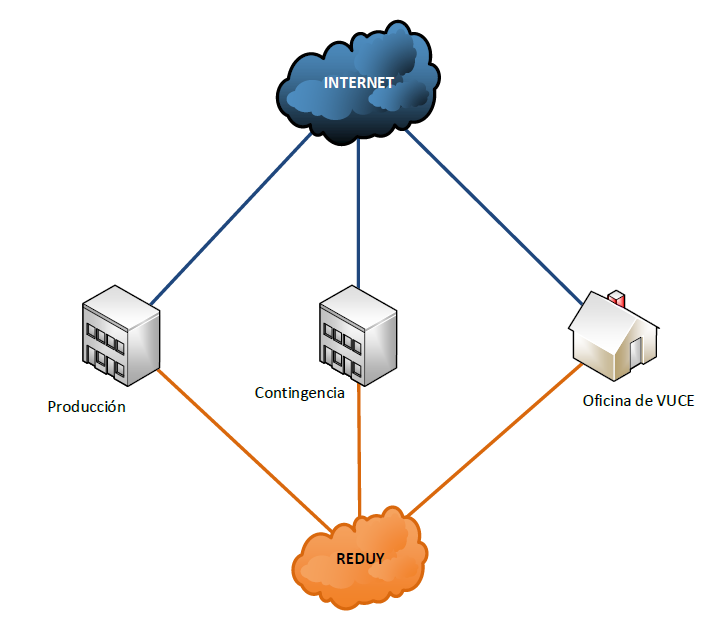 INTERNET
Producción
Contingencia
Oficina de VUCE
REDUY